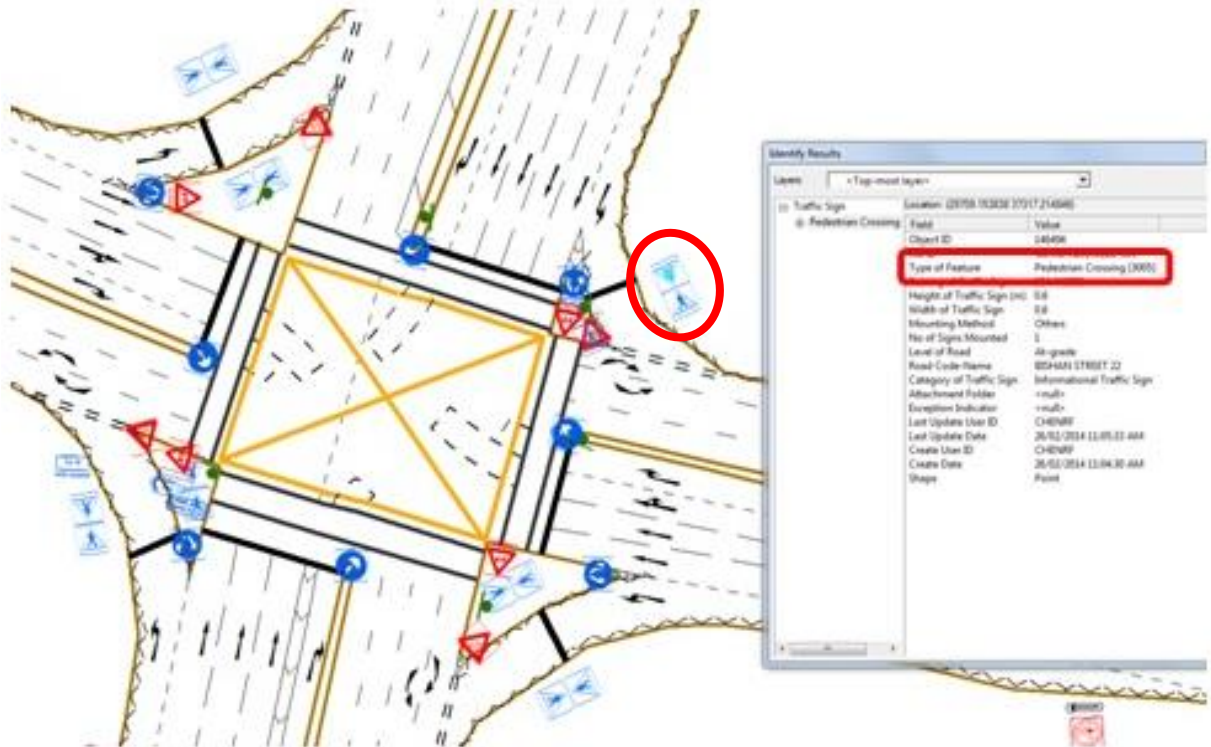 Identify Results
Layers: <Top-most layer>
Traffic Sign
Pedestrian Crossing
Field Value
Object ID
Type of Feature Pedestrian Crossing (3005)
Height of Traffic Sign (m) 0.6
Width of Traffic Sign 0.6
Mounting Method Others
No of Signs Mounted 1
Level of Road At-grade
Road Code-Name BISHAN STREET 22
Category of Traffic Sign Informational Traffic Sign
Attachment Folder <null>
Exception Indicator <null>
Last Update User ID CHENRF
Last Update Date
Create User ID CHENRF
Create Date
Shape Point